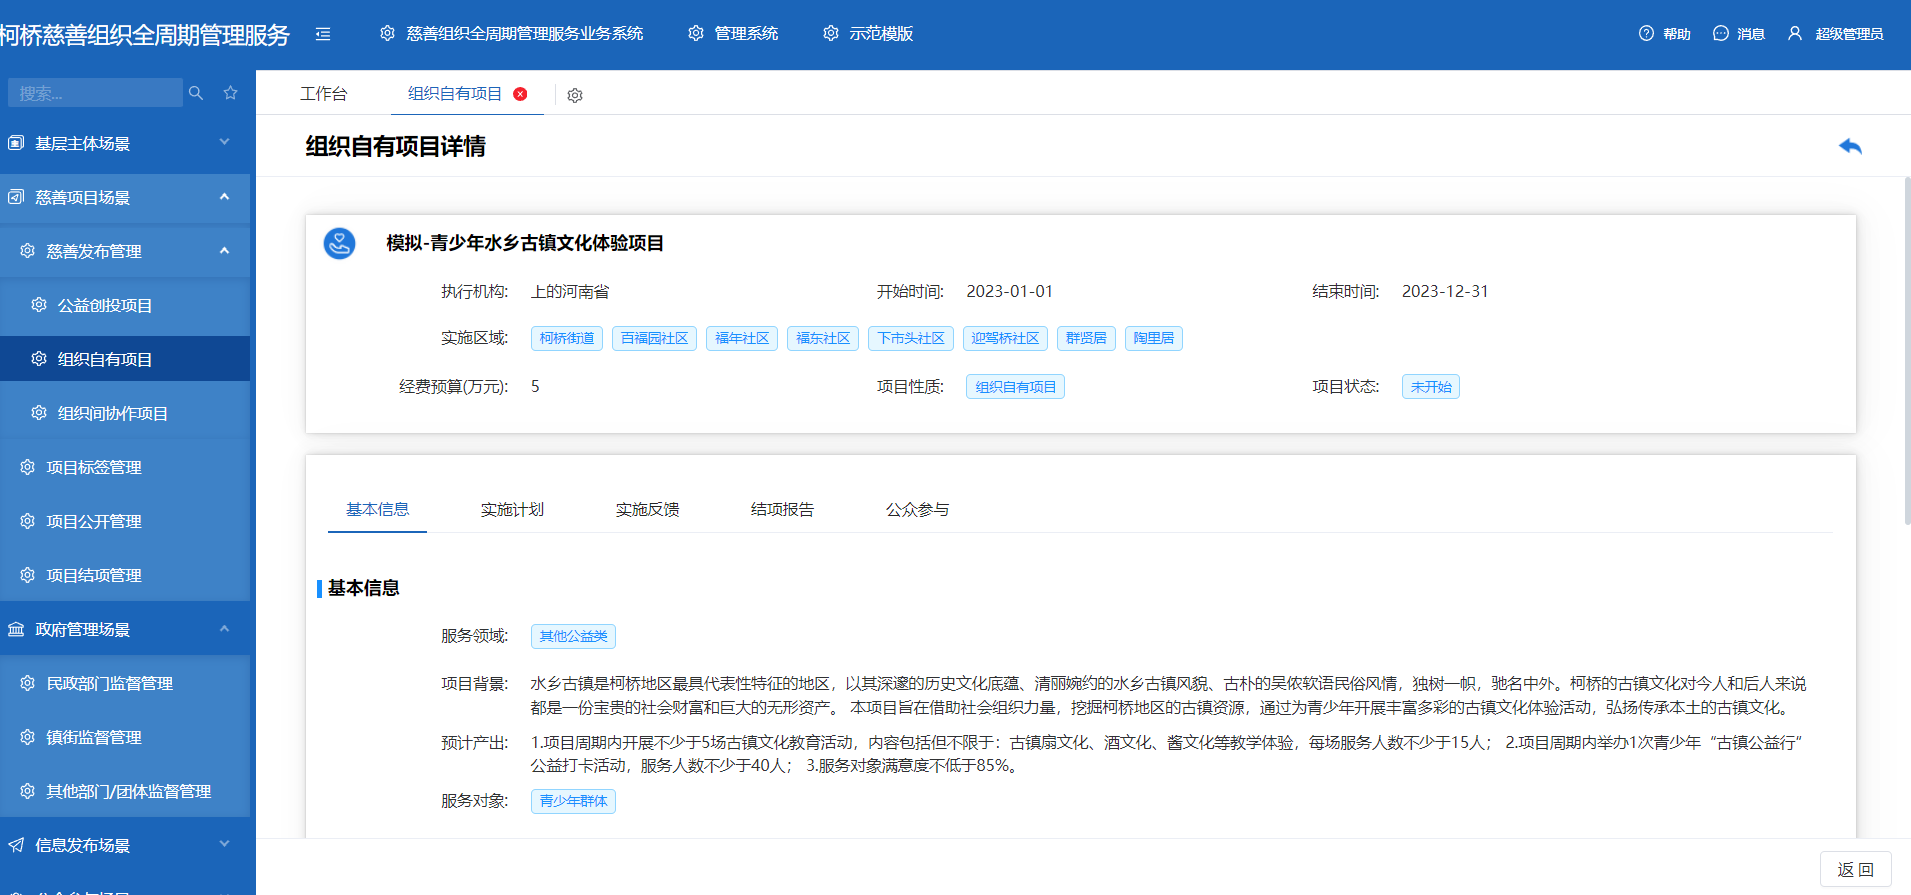 柯桥慈善组织全周期管理服务
慈善组织全周期管理服务业务系统
管理系统
示范模版
帮助
消息
超级管理员
搜索...
基层主体场景
慈善项目场景
慈善发布管理
公益创投项目
组织自有项目
组织间协作项目
项目标签管理
项目公开管理
项目结项管理
政府管理场景
民政部门监督管理
镇街监督管理
其他部门/团体监督管理
信息发布场景
工作台
组织自有项目
组织自有项目详情
模拟-青少年水乡古镇文化体验项目
执行机构: 上的河南省
开始时间: 2023-01-01
结束时间: 2023-12-31
实施区域: 柯桥街道 百福园社区 福年社区 福东社区 下市头社区 迎驾桥社区 群贤居 陶里居
经费预算(万元): 5
项目性质: 组织自有项目
项目状态: 未开始
基本信息
实施计划
实施反馈
结项报告
公众参与
基本信息
服务领域: 其他公益类
项目背景: 水乡古镇是柯桥地区最具代表性特征的地区，以其深邃的历史文化底蕴、清丽婉约的水乡古镇风貌、古朴的吴侬软语民俗风情，独树一帜，驰名中外。柯桥的古镇文化对今人和后人来说
都是一份宝贵的社会财富和巨大的无形资产。 本项目旨在借助社会组织力量，挖掘柯桥地区的古镇资源，通过为青少年开展丰富多彩的古镇文化体验活动，弘扬传承本土的古镇文化。
预计产出: 1.项目周期内开展不少于5场古镇文化教育活动，内容包括但不限于：古镇扇文化、酒文化、酱文化等教学体验，每场服务人数不少于15人； 2.项目周期内举办1次青少年“古镇公益行”
公益打卡活动，服务人数不少于40人； 3.服务对象满意度不低于85%。
服务对象: 青少年群体
返 回